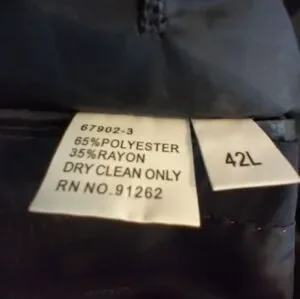 67902-3
65%POLYESTER
35%RAYON
DRY CLEAN ONLY
RN NO.91262
42L